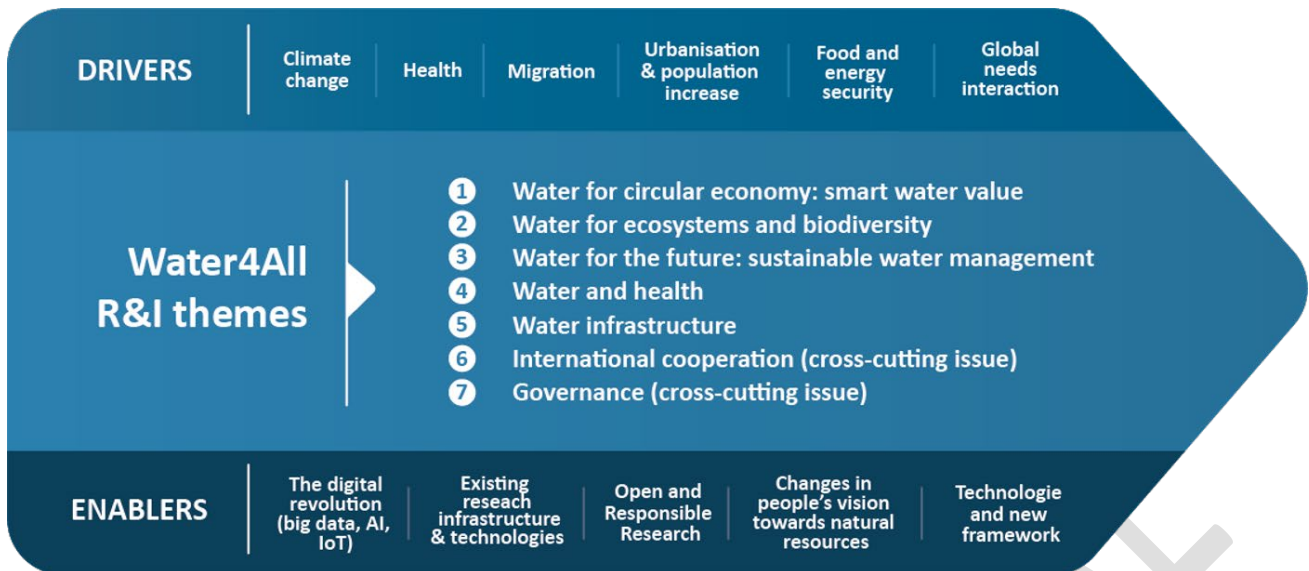 DRIVERS
Climate
change
Health
Migration
Urbanisation
& population
increase
Food and
energy
security
Global
needs
interaction
Water4All
R&I themes
1 Water for circular economy: smart water value
2 Water for ecosystems and biodiversity
3 Water for the future: sustainable water management
4 Water and health
5 Water infrastructure
6 International cooperation (cross-cutting issue)
7 Governance (cross-cutting issue)
ENABLERS
The digital
revolution
(big data, AI,
IoT)
Existing
reseach
infrastructure
& technologies
Open and
Responsible
Research
Changes in
people's vision
towards natural
resources
Technologie
and new
framework